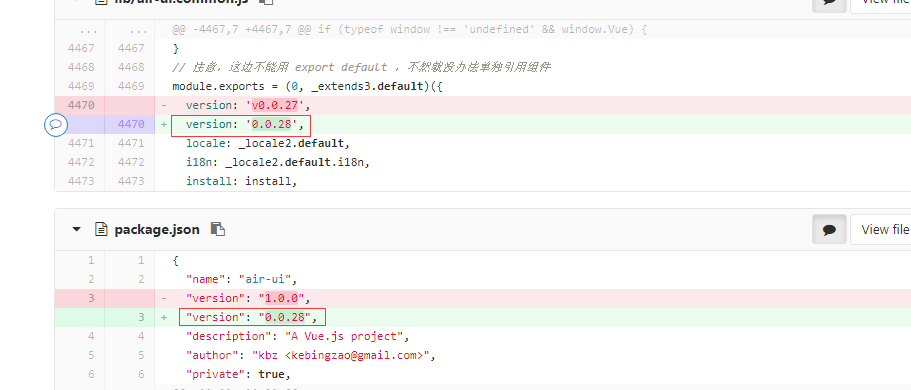 lib/air-ui.common.js
View file
... ... @@ -4467,7 +4467,7 @@ if (typeof window !== 'undefined' && window.Vue) {
4467 4467 }
4468 4468 // 注意，这边不能用 export default ，不然就没办法单独引用组件
4469 4469 module.exports = (0, _extends3.default)({
4470 - version: 'v0.0.27',
4470 + version: '0.0.28',
4471 4471 locale: _locale2.default,
4472 4472 i18n: _locale2.default.i18n,
4473 4473 install: install,
package.json
View file
1 1 {
2 2 "name": "air-ui",
3 - "version": "1.0.0",
3 + "version": "0.0.28",
4 4 "description": "A Vue.js project",
5 5 "author": "kbz <kebingzao@gmail.com>",
6 6 "private": true,